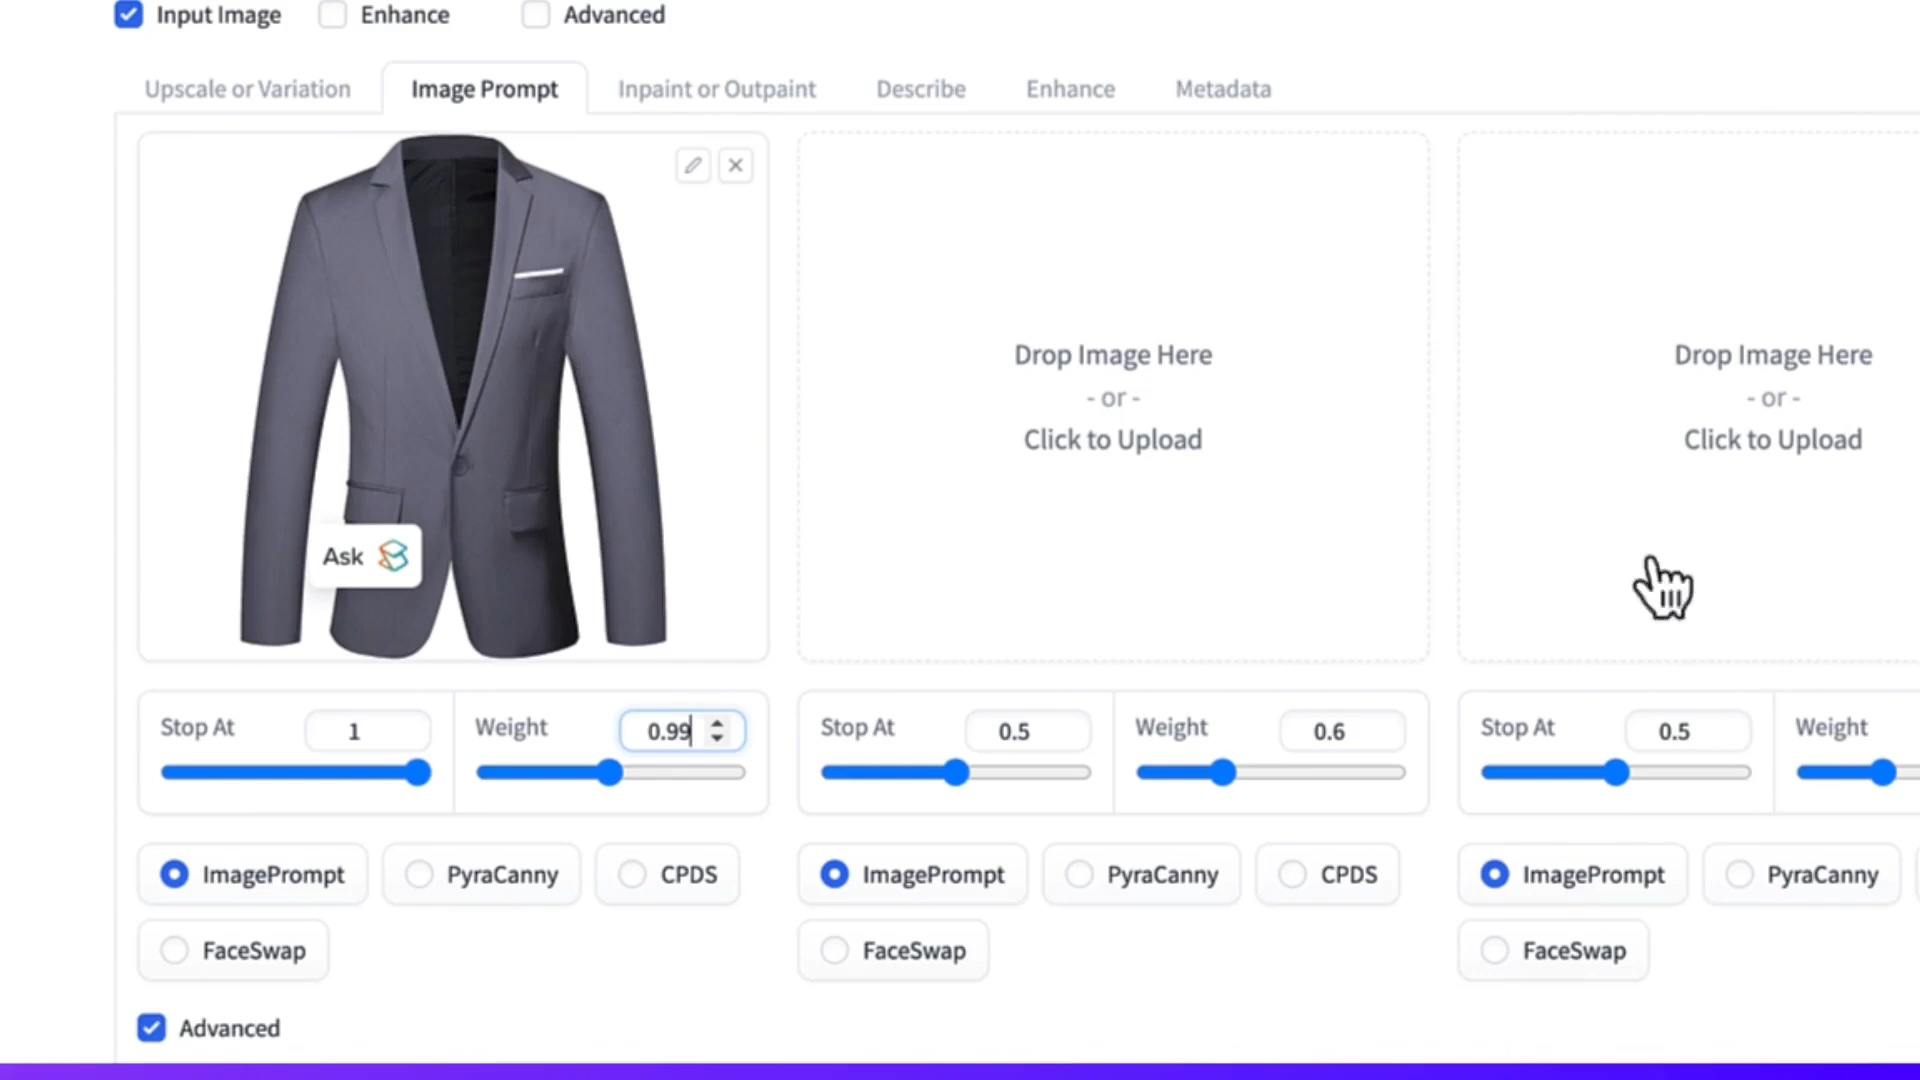 Input Image Enhance Advanced
Upscale or Variation Image Prompt Inpaint or Outpaint Describe Enhance Metadata
Drop Image Here
- or -
Click to Upload
Drop Image Here
- or -
Click to Upload
Ask
Stop At 1 Weight 0.99 Stop At 0.5 Weight 0.6 Stop At 0.5 Weight
ImagePrompt PyraCanny CPDS ImagePrompt PyraCanny CPDS ImagePrompt PyraCanny
FaceSwap FaceSwap FaceSwap
Advanced